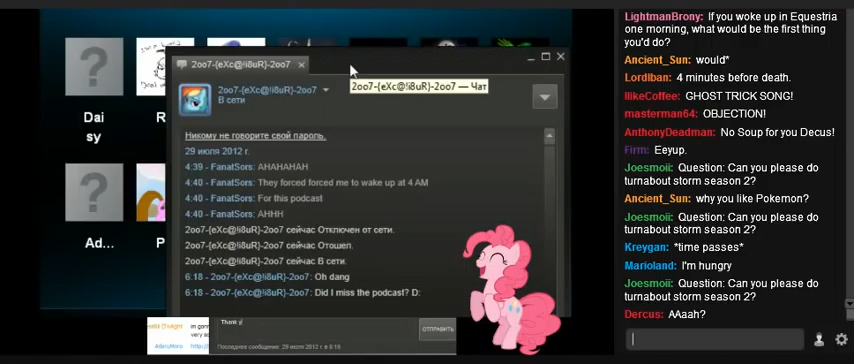 2oo7-{eXc@!i8uR}-2oo7
2oo7-{eXc@!i8uR}-2oo7 — Чат
2oo7-{eXc@!i8uR}-2oo7
В сети
Dai
sy
R
Ad...
P
Никому не говорите свой пароль.
29 июля 2012 г.
4:39 - FanatSors: AHAHAHAH
4:40 - FanatSors: They forced forced me to wake up at 4 AM
4:40 - FanatSors: For this podcast
4:40 - FanatSors: AHHH
2oo7-{eXc@!i8uR}-2oo7 сейчас Отключен от сети.
2oo7-{eXc@!i8uR}-2oo7 сейчас Отошел.
2oo7-{eXc@!i8uR}-2oo7 сейчас В сети.
6:18 - 2oo7-{eXc@!i8uR}-2oo7: Oh dang
6:18 - 2oo7-{eXc@!i8uR}-2oo7: Did I miss the podcast? D:
Thank y
ОТПРАВИТЬ
Последнее сообщение: 29 июля 2012 г. в 6:18
LightmanBrony: If you woke up in Equestria
one morning, what would be the first thing
you'd do?
Ancient_Sun: would*
LordIban: 4 minutes before death.
IlikeCoffee: GHOST TRICK SONG!
masterman64: OBJECTION!
AnthonyDeadman: No Soup for you Decus!
Firm: Eeyup.
Joesmoii: Question: Can you please do
turnabout storm season 2?
Ancient_Sun: why you like Pokemon?
Joesmoii: Question: Can you please do
turnabout storm season 2?
Kreygan: *time passes*
Marioland: I'm hungry
Joesmoii: Question: Can you please do
turnabout storm season 2?
Dercus: AAaah?